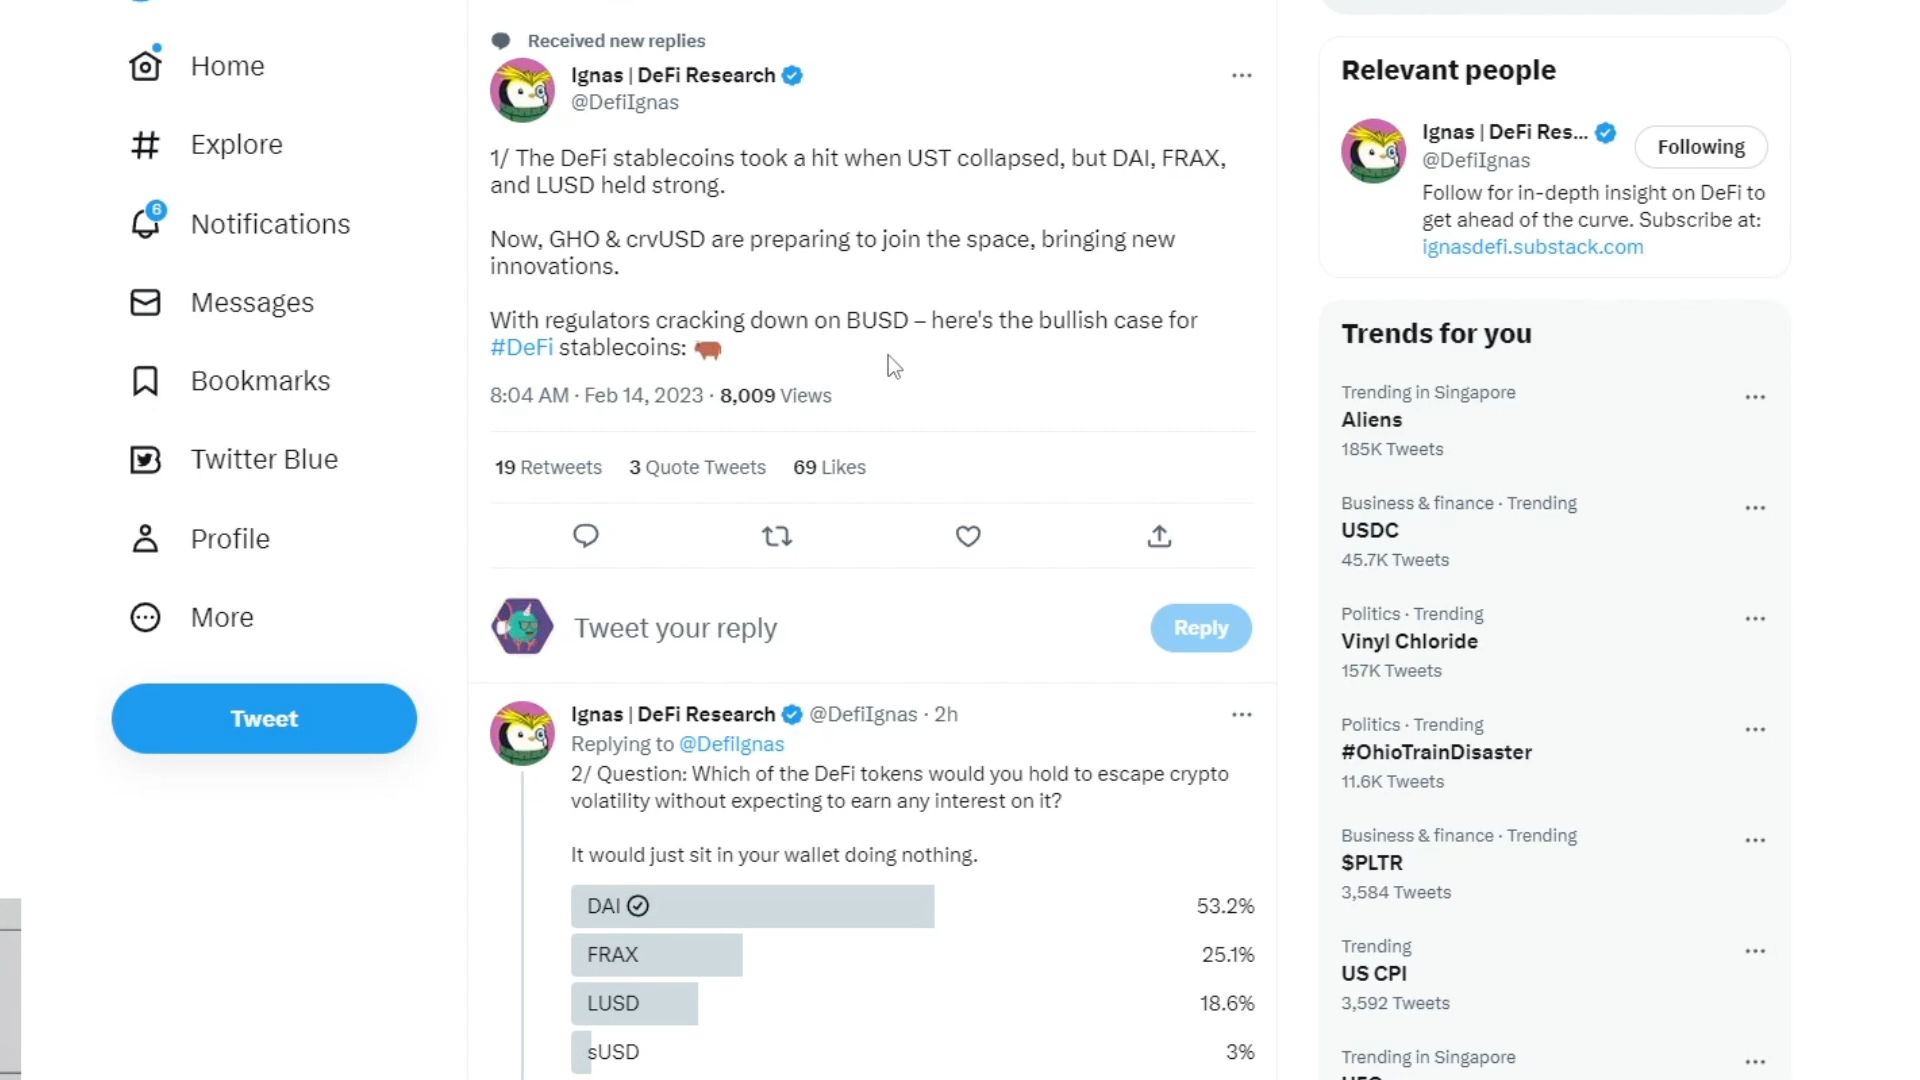 Home
Explore
6
Notifications
Messages
Bookmarks
Twitter Blue
Profile
More
Tweet
Received new replies
Ignas | DeFi Research
@DefiIgnas
1/ The DeFi stablecoins took a hit when UST collapsed, but DAI, FRAX,
and LUSD held strong.
Now, GHO & crvUSD are preparing to join the space, bringing new
innovations.
With regulators cracking down on BUSD – here's the bullish case for
#DeFi stablecoins:
8:04 AM · Feb 14, 2023 · 8,009 Views
19 Retweets 3 Quote Tweets 69 Likes
Tweet your reply
Reply
Ignas | DeFi Research @DefiIgnas · 2h
Replying to @DefiIgnas
2/ Question: Which of the DeFi tokens would you hold to escape crypto
volatility without expecting to earn any interest on it?
It would just sit in your wallet doing nothing.
DAI 53.2%
FRAX 25.1%
LUSD 18.6%
sUSD 3%
Relevant people
Ignas | DeFi Res...
@DefiIgnas
Following
Follow for in-depth insight on DeFi to
get ahead of the curve. Subscribe at:
ignasdefi.substack.com
Trends for you
Trending in Singapore
Aliens
185K Tweets
Business & finance · Trending
USDC
45.7K Tweets
Politics · Trending
Vinyl Chloride
157K Tweets
Politics · Trending
#OhioTrainDisaster
11.6K Tweets
Business & finance · Trending
$PLTR
3,584 Tweets
Trending
US CPI
3,592 Tweets
Trending in Singapore